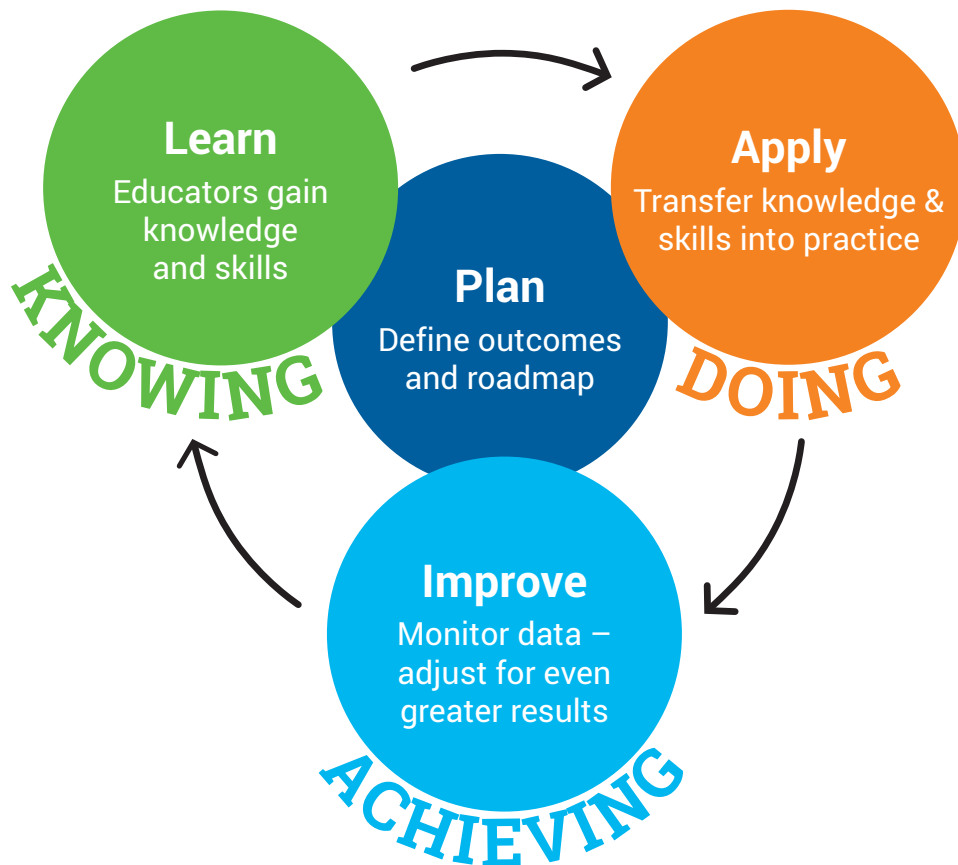 Learn
Educators gain
knowledge
and skills
KNOWING
Apply
Transfer knowledge &
skills into practice
DOING
Plan
Define outcomes
and roadmap
Improve
Monitor data –
adjust for even
greater results
ACHIEVING